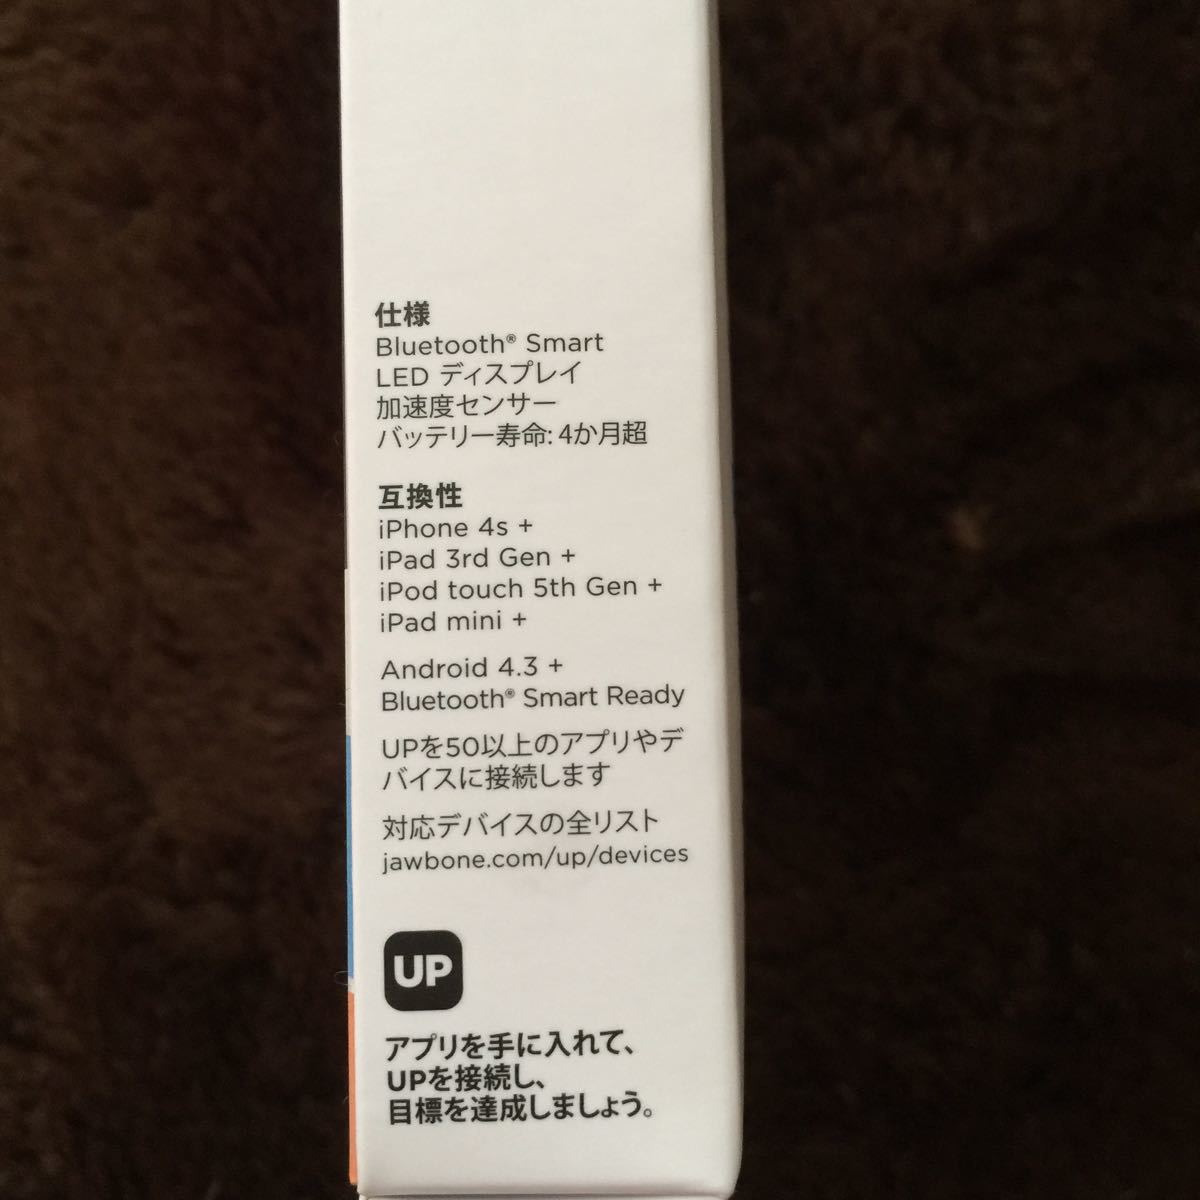 仕様
Bluetooth® Smart
LED ディスプレイ
加速度センサー
バッテリー寿命: 4か月超
互換性
iPhone 4s +
iPad 3rd Gen +
iPod touch 5th Gen +
iPad mini +
Android 4.3 +
Bluetooth® Smart Ready
UPを50以上のアプリやデ
バイスに接続します
対応デバイスの全リスト
jawbone.com/up/devices
UP
アプリを手に入れて、
UPを接続し、
目標を達成しましょう。